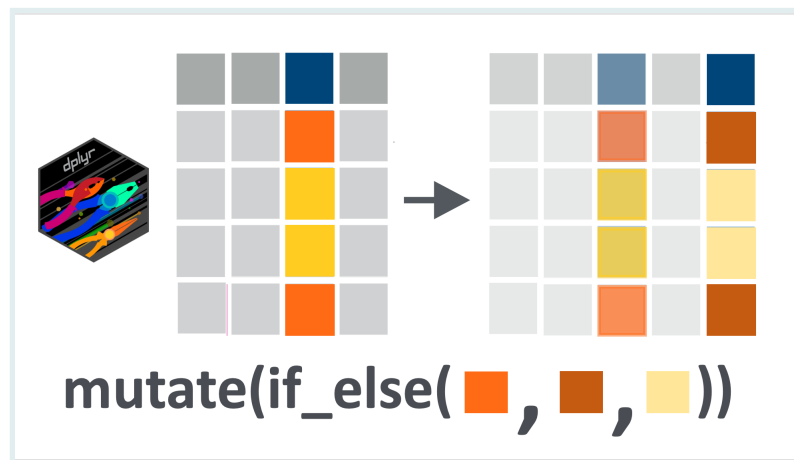 dplyr
mutate(if_else( , , ))